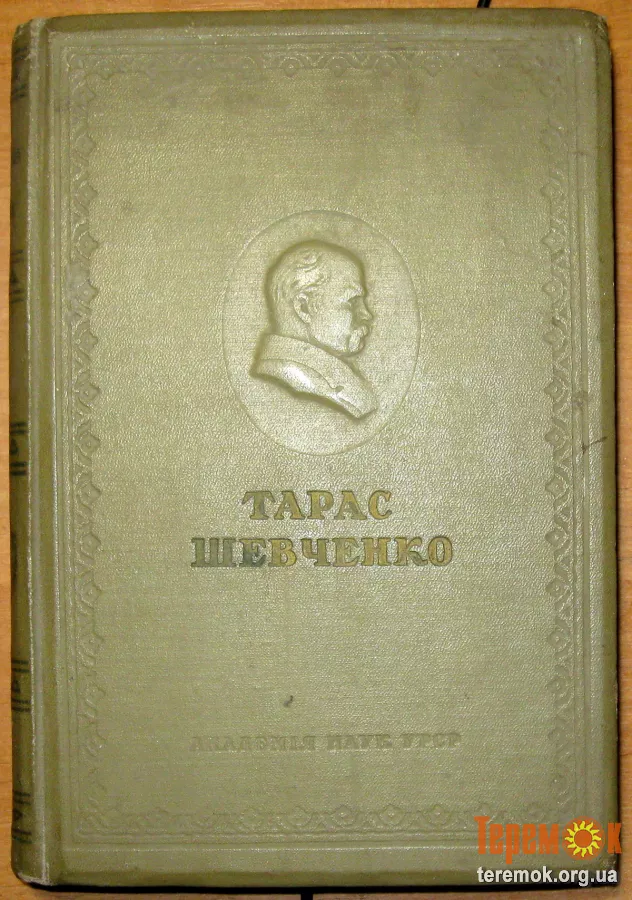 ТАРАС
ШЕВЧЕНКО
АКАДЕМІЯ НАУК УРСР
Теремок
teremok.org.ua